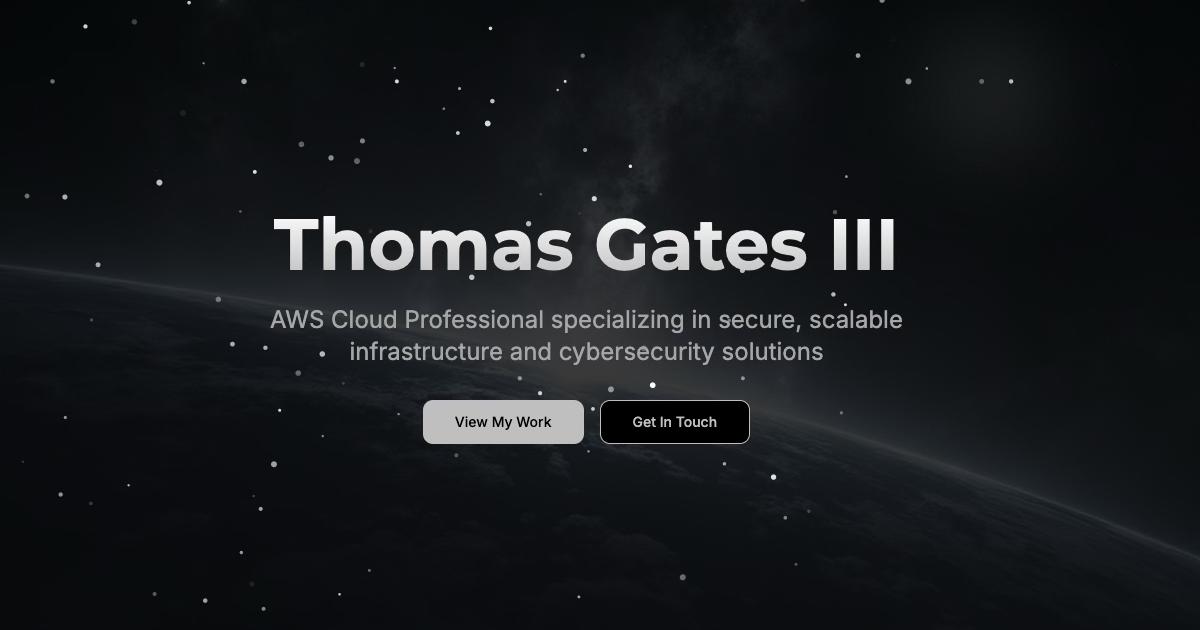 Thomas Gates III
AWS Cloud Professional specializing in secure, scalable
infrastructure and cybersecurity solutions
View My Work
Get In Touch